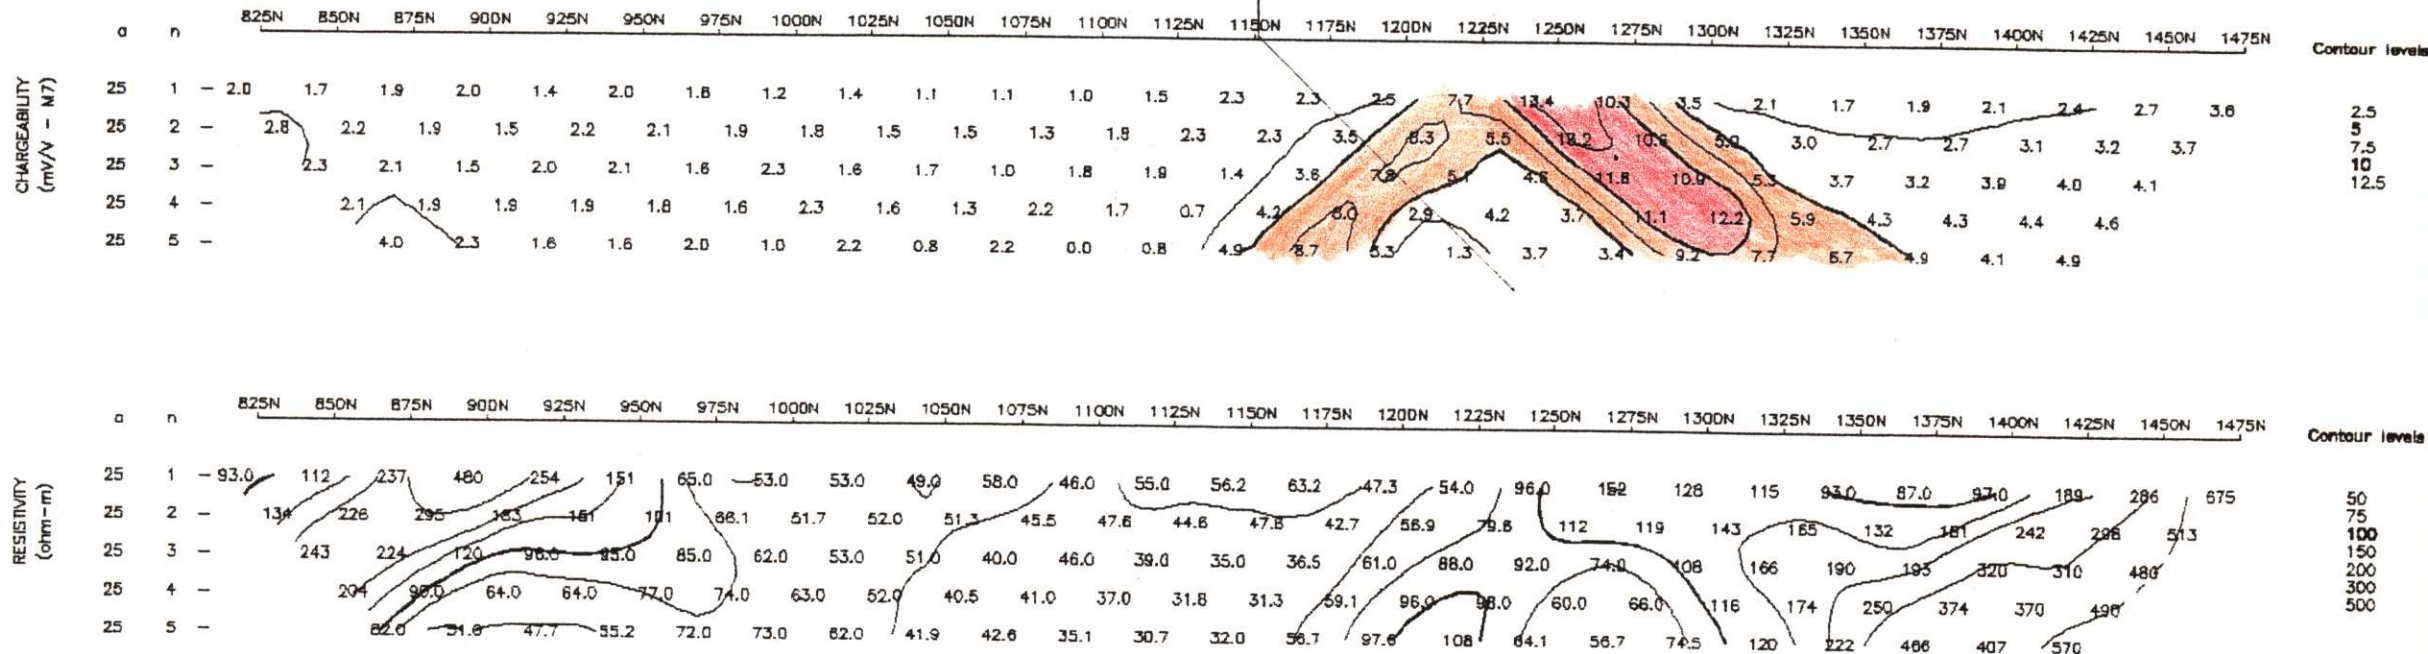 825N 850N 875N 900N 925N 950N 975N 1000N 1025N 1050N 1075N 1100N 1125N 1150N 1175N 1200N 1225N 1250N 1275N 1300N 1325N 1350N 1375N 1400N 1425N 1450N 1475N
a n Contour levels
CHARGEABILITY
(mV/V - M7)
25 1 - 2.0 1.7 1.9 2.0 1.4 2.0 1.8 1.2 1.4 1.1 1.1 1.0 1.5 2.3 2.3 2.5 7.7 13.4 10.3 3.5 2.1 1.7 1.9 2.1 2.4 2.7 3.6
25 2 - 2.8 2.2 1.9 1.5 2.2 2.1 1.9 1.8 1.5 1.5 1.3 1.8 2.3 2.3 3.5 8.3 5.5 13.2 10.6 5.0 3.0 2.7 2.7 3.1 3.2 3.7
25 3 - 2.3 2.1 1.5 2.0 2.1 1.6 2.3 1.6 1.7 1.0 1.8 1.9 1.4 3.6 7.8 5.1 4.6 11.8 10.9 5.3 3.7 3.2 3.9 4.0 4.1
25 4 - 2.1 1.9 1.9 1.9 1.8 1.6 2.3 1.6 1.3 2.2 1.7 0.7 4.2 8.0 2.9 4.2 3.7 11.1 12.2 5.9 4.3 4.3 4.4 4.6
25 5 - 4.0 2.3 1.6 1.6 2.0 1.0 2.2 0.8 2.2 0.0 0.8 4.9 8.7 5.3 1.3 3.7 3.4 9.2 7.7 5.7 4.9 4.1 4.9
2.5
5
7.5
10
12.5
825N 850N 875N 900N 925N 950N 975N 1000N 1025N 1050N 1075N 1100N 1125N 1150N 1175N 1200N 1225N 1250N 1275N 1300N 1325N 1350N 1375N 1400N 1425N 1450N 1475N
a n Contour levels
RESISTIVITY
(ohm-m)
25 1 - 93.0 112 237 480 254 151 65.0 53.0 53.0 49.0 58.0 46.0 55.0 56.2 63.2 47.3 54.0 96.0 152 128 115 93.0 87.0 97.0 189 286 675
25 2 - 134 226 295 183 151 101 66.1 51.7 52.0 51.3 45.5 47.6 44.6 47.8 42.7 56.9 79.6 112 119 143 165 132 151 242 298 513
25 3 - 243 224 120 96.0 95.0 85.0 62.0 53.0 51.0 40.0 46.0 39.0 35.0 36.5 61.0 88.0 92.0 74.0 108 166 190 193 320 310 480
25 4 - 204 90.0 64.0 64.0 77.0 74.0 63.0 52.0 40.5 41.0 37.0 31.8 31.3 59.1 96.0 98.0 60.0 66.0 116 174 250 374 370 490
25 5 - 82.0 51.6 47.7 55.2 72.0 73.0 62.0 41.9 42.6 35.1 30.7 32.0 56.7 97.6 108 64.1 56.7 74.5 120 222 466 407 570
50
75
100
150
200
300
500